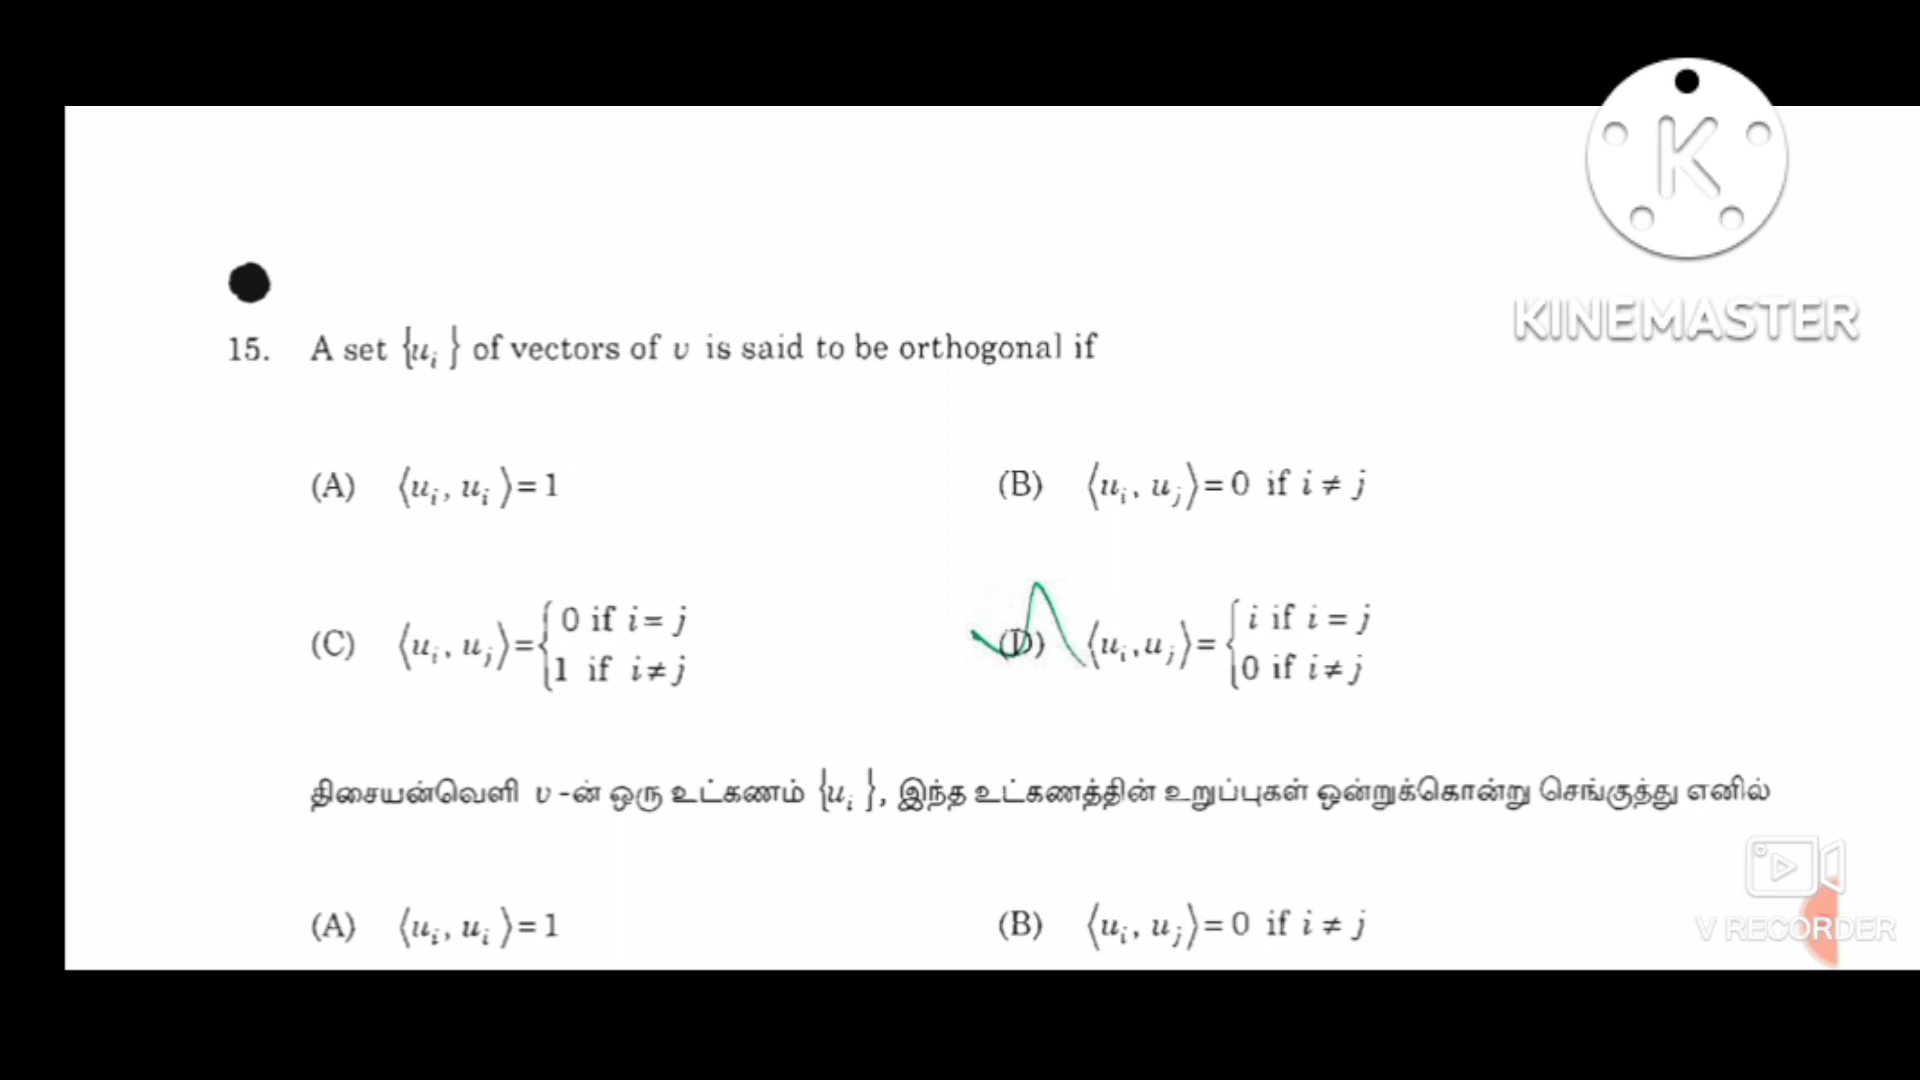 K
KINEMASTER
15. A set {uᵢ} of vectors of υ is said to be orthogonal if
(A) ⟨uᵢ, uᵢ⟩=1 (B) ⟨uᵢ, uⱼ⟩=0 if i ≠ j
(C) ⟨uᵢ, uⱼ⟩={0 if i= j
1 if i≠j
(D) ⟨uᵢ,uⱼ⟩= {i if i = j
0 if i≠j
திசையன்வெளி υ -ன் ஒரு உட்கணம் {uᵢ}, இந்த உட்கணத்தின் உறுப்புகள் ஒன்றுக்கொன்று செங்குத்து எனில்
(A) ⟨uᵢ, uᵢ⟩=1 (B) ⟨uᵢ, uⱼ⟩=0 if i ≠ j
V RECORDER